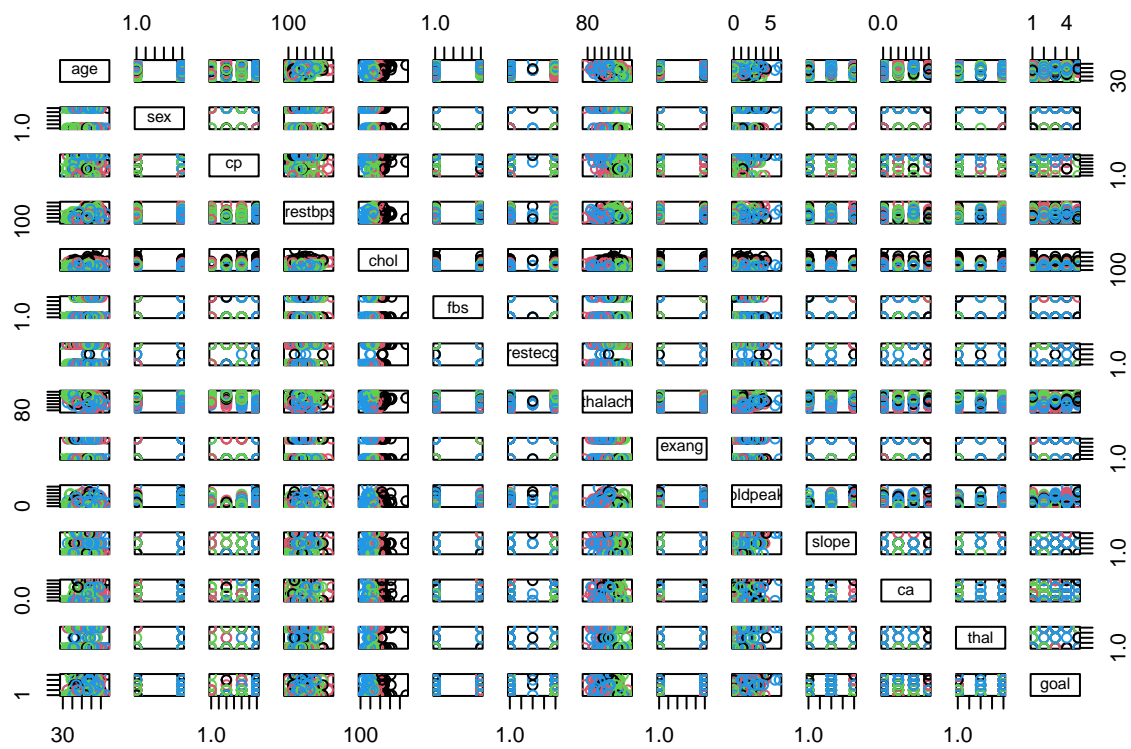 1.0 100 1.0 80 0 5 0.0 1 4
age 30
1.0 sex
cp 1.0
100 restbps
chol 100
1.0 fbs
restecg 1.0
80 thalach
exang 1.0
0 oldpeak
slope 1.0
0.0 ca
thal 1.0
1 goal
30 1.0 100 1.0 1.0 1.0